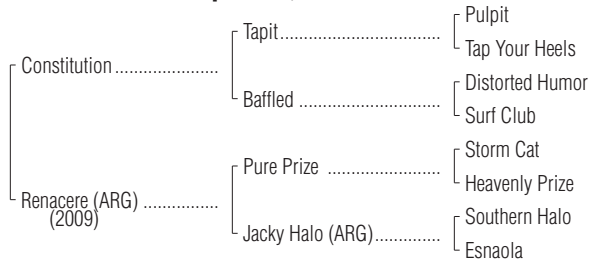 Pulpit
Tapit
Tap Your Heels
Constitution
Distorted Humor
Baffled
Surf Club
Storm Cat
Pure Prize
Heavenly Prize
Renacere (ARG)
(2009)
Southern Halo
Jacky Halo (ARG)
Esnaola